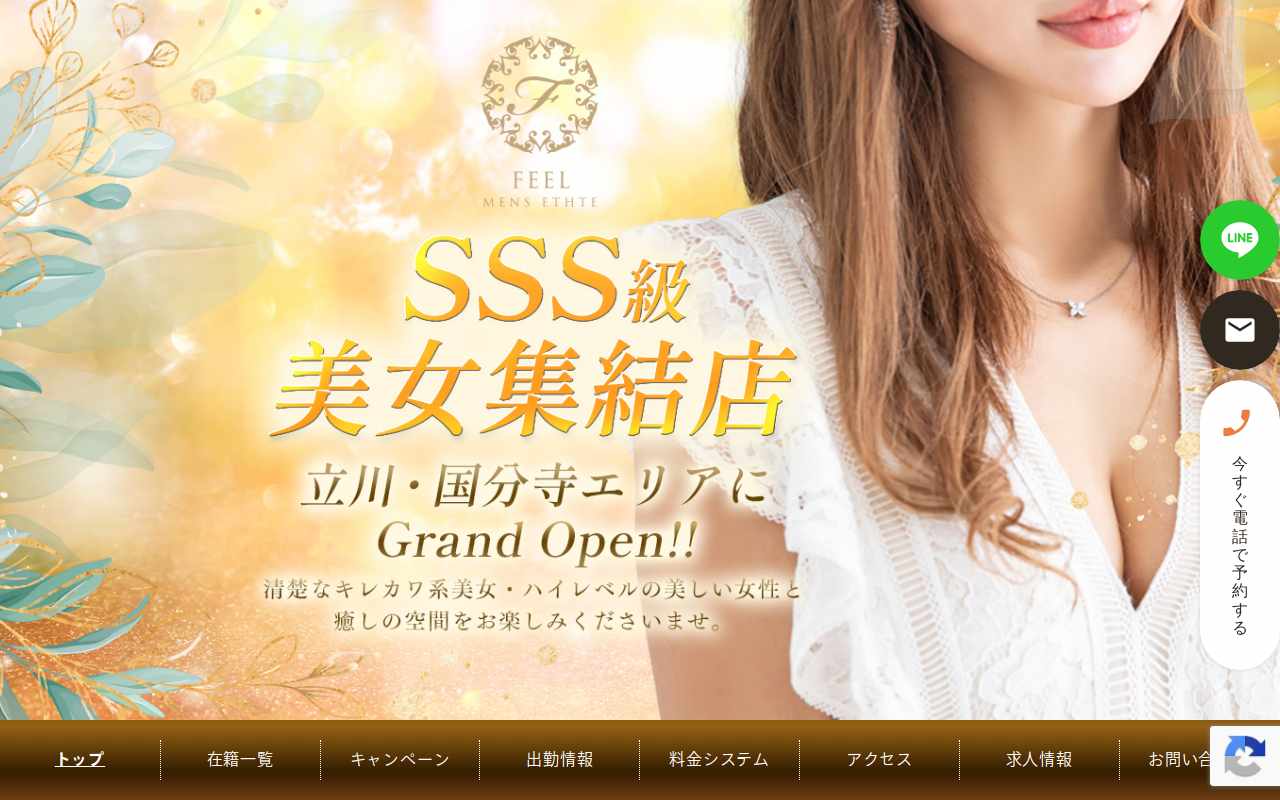 F
FEEL
MENS ETHTE
SSS級
美女集結店
立川・国分寺エリアに
Grand Open!!
清楚なキレカワ系美女・ハイレベルの美しい女性と
癒しの空間をお楽しみくださいませ。
LINE
今すぐ電話で予約する
トップ
在籍一覧
キャンペーン
出勤情報
料金システム
アクセス
求人情報
お問い合